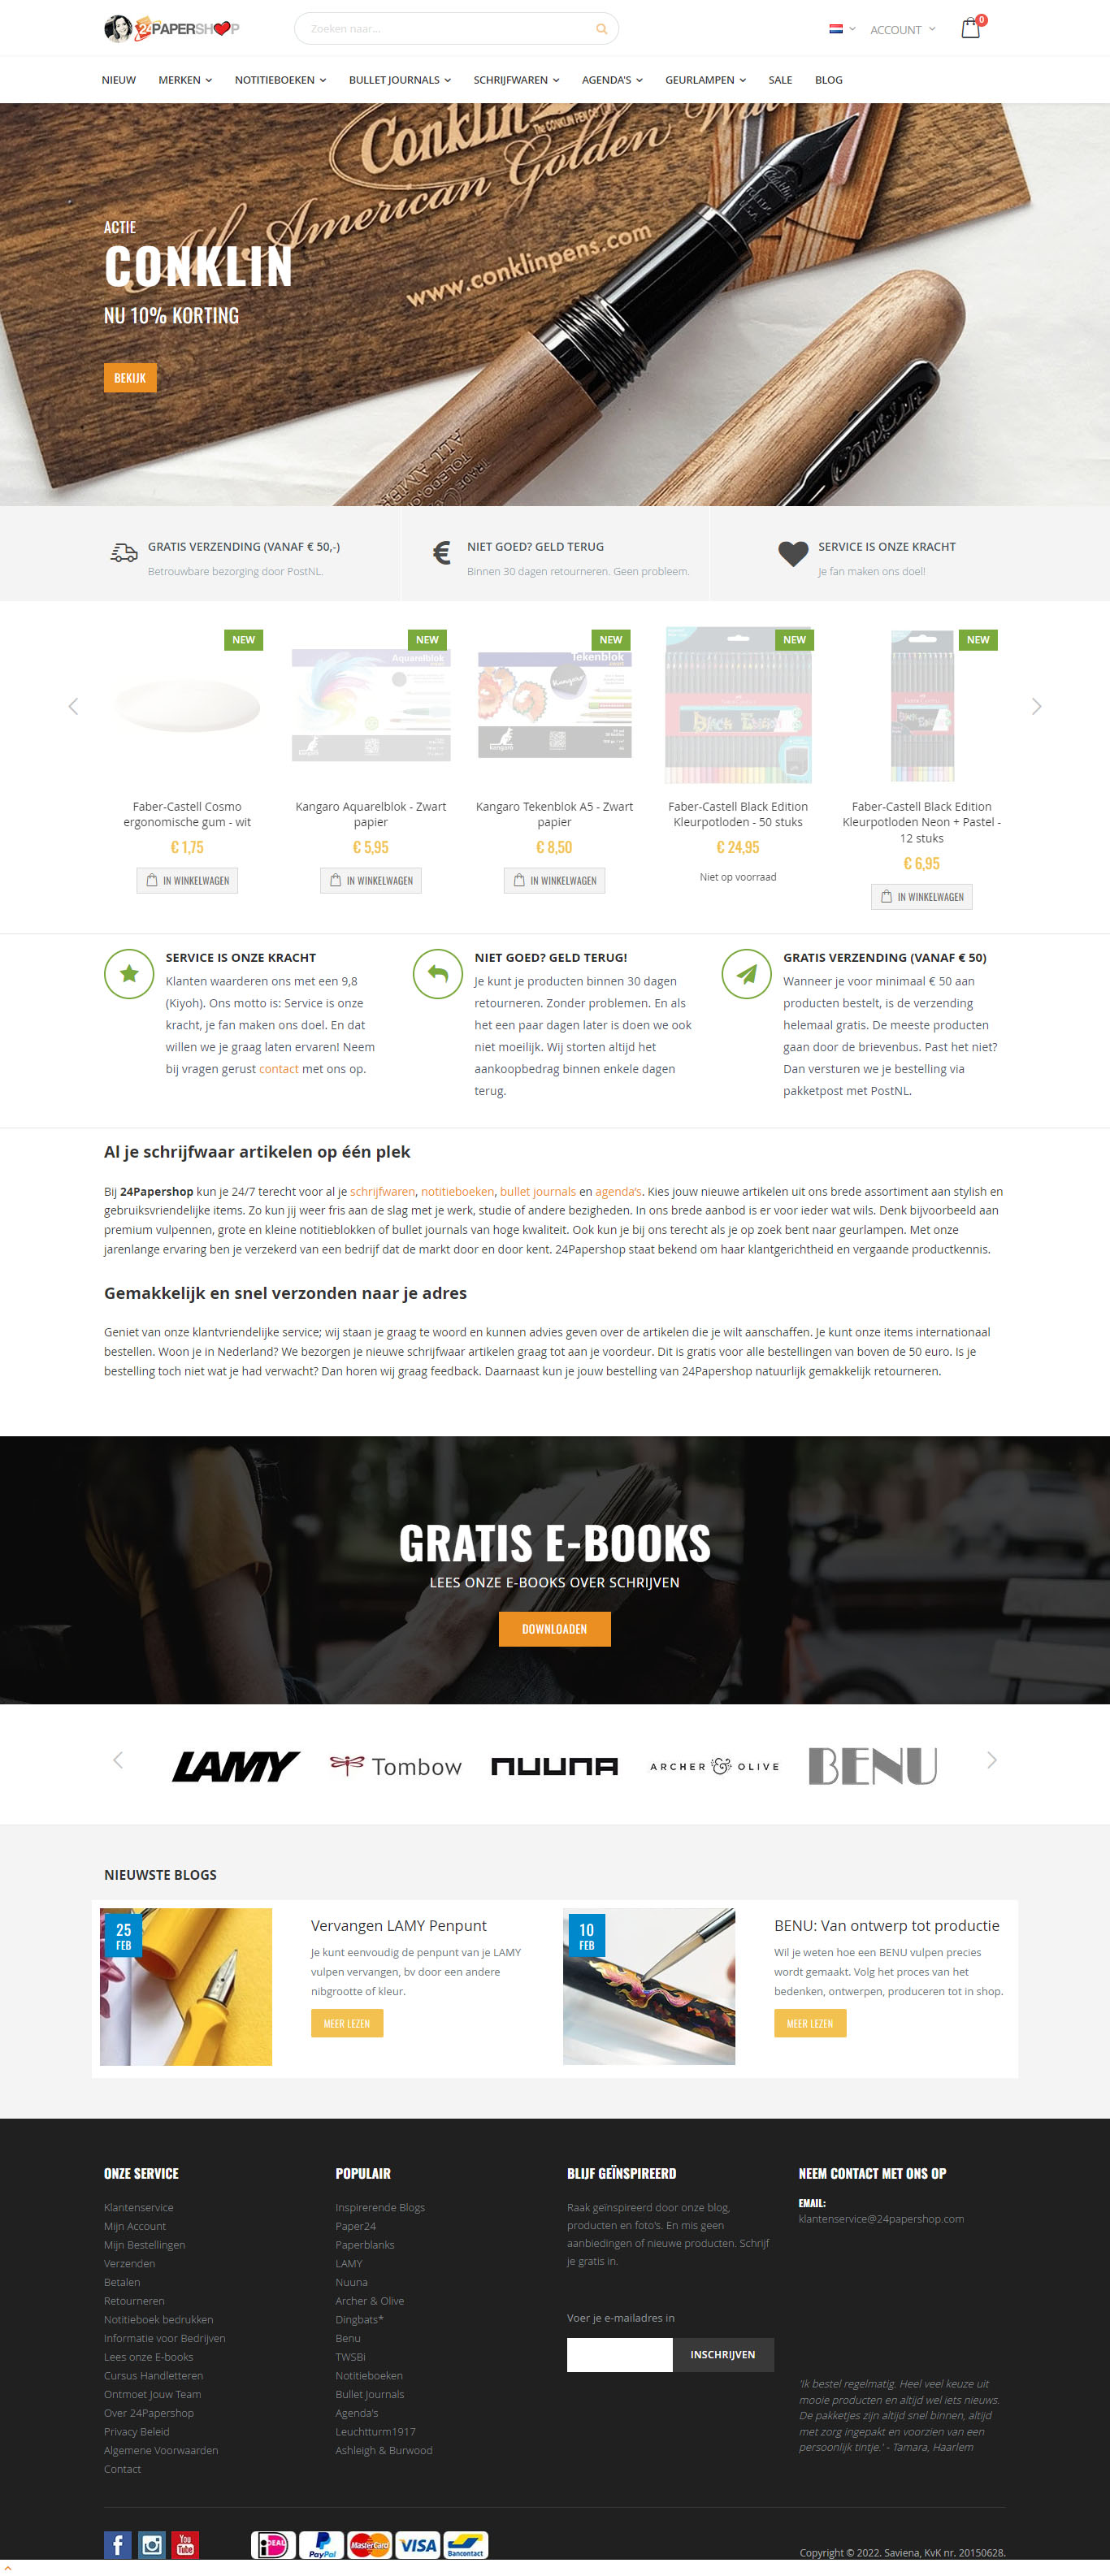 24PAPERSHOP
Zoeken naar...
ACCOUNT
0
NIEUW MERKEN NOTITIEBOEKEN BULLET JOURNALS SCHRIJFWAREN AGENDA'S GEURLAMPEN SALE BLOG
Conklin
THE CONKLIN PEN
All American Golden
www.conklinpens.com
ACTIE
CONKLIN
NU 10% KORTING
BEKIJK
GRATIS VERZENDING (VANAF € 50,-)
Betrouwbare bezorging door PostNL.
NIET GOED? GELD TERUG
Binnen 30 dagen retourneren. Geen probleem.
SERVICE IS ONZE KRACHT
Je fan maken ons doel!
NEW
Faber-Castell Cosmo
ergonomische gum - wit
€ 1,75
IN WINKELWAGEN
NEW
Aquarelblok
Kangaro
Kangaro Aquarelblok - Zwart
papier
€ 5,95
IN WINKELWAGEN
NEW
Tekenblok
Kangaro
Kangaro
Kangaro Tekenblok A5 - Zwart
papier
€ 8,50
IN WINKELWAGEN
NEW
Black Edition
Faber-Castell Black Edition
Kleurpotloden - 50 stuks
€ 24,95
Niet op voorraad
NEW
Faber-Castell Black Edition
Kleurpotloden Neon + Pastel -
12 stuks
€ 6,95
IN WINKELWAGEN
SERVICE IS ONZE KRACHT
Klanten waarderen ons met een 9,8
(Kiyoh). Ons motto is: Service is onze
kracht, je fan maken ons doel. En dat
willen we je graag laten ervaren! Neem
bij vragen gerust contact met ons op.
NIET GOED? GELD TERUG!
Je kunt je producten binnen 30 dagen
retourneren. Zonder problemen. En als
het een paar dagen later is doen we ook
niet moeilijk. Wij storten altijd het
aankoopbedrag binnen enkele dagen
terug.
GRATIS VERZENDING (VANAF € 50)
Wanneer je voor minimaal € 50 aan
producten bestelt, is de verzending
helemaal gratis. De meeste producten
gaan door de brievenbus. Past het niet?
Dan versturen we je bestelling via
pakketpost met PostNL.
Al je schrijfwaar artikelen op één plek
Bij 24Papershop kun je 24/7 terecht voor al je schrijfwaren, notitieboeken, bullet journals en agenda's. Kies jouw nieuwe artikelen uit ons brede assortiment aan stylish en
gebruiksvriendelijke items. Zo kun jij weer fris aan de slag met je werk, studie of andere bezigheden. In ons brede aanbod is er voor ieder wat wils. Denk bijvoorbeeld aan
premium vulpennen, grote en kleine notitieblokken of bullet journals van hoge kwaliteit. Ook kun je bij ons terecht als je op zoek bent naar geurlampen. Met onze
jarenlange ervaring ben je verzekerd van een bedrijf dat de markt door en door kent. 24Papershop staat bekend om haar klantgerichtheid en vergaande productkennis.
Gemakkelijk en snel verzonden naar je adres
Geniet van onze klantvriendelijke service; wij staan je graag te woord en kunnen advies geven over de artikelen die je wilt aanschaffen. Je kunt onze items internationaal
bestellen. Woon je in Nederland? We bezorgen je nieuwe schrijfwaar artikelen graag tot aan je voordeur. Dit is gratis voor alle bestellingen van boven de 50 euro. Is je
bestelling toch niet wat je had verwacht? Dan horen wij graag feedback. Daarnaast kun je jouw bestelling van 24Papershop natuurlijk gemakkelijk retourneren.
GRATIS E-BOOKS
LEES ONZE E-BOOKS OVER SCHRIJVEN
DOWNLOADEN
LAMY Tombow nuuna ARCHER & OLIVE BENU
NIEUWSTE BLOGS
25
FEB
Vervangen LAMY Penpunt
Je kunt eenvoudig de penpunt van je LAMY
vulpen vervangen, bv door een andere
nibgrootte of kleur.
MEER LEZEN
10
FEB
BENU: Van ontwerp tot productie
Wil je weten hoe een BENU vulpen precies
wordt gemaakt. Volg het proces van het
bedenken, ontwerpen, produceren tot in shop.
MEER LEZEN
ONZE SERVICE
Klantenservice
Mijn Account
Mijn Bestellingen
Verzenden
Betalen
Retourneren
Notitieboek bedrukken
Informatie voor Bedrijven
Lees onze E-books
Cursus Handletteren
Ontmoet Jouw Team
Over 24Papershop
Privacy Beleid
Algemene Voorwaarden
Contact
POPULAIR
Inspirerende Blogs
Paper24
Paperblanks
LAMY
Nuuna
Archer & Olive
Dingbats*
Benu
TWSBI
Notitieboeken
Bullet Journals
Agenda's
Leuchtturm1917
Ashleigh & Burwood
BLIJF GEÏNSPIREERD
Raak geïnspireerd door onze blog,
producten en foto's. En mis geen
aanbiedingen of nieuwe producten. Schrijf
je gratis in.
Voer je e-mailadres in
INSCHRIJVEN
NEEM CONTACT MET ONS OP
EMAIL:
klantenservice@24papershop.com
'Ik bestel regelmatig. Heel veel keuze uit
mooie producten en altijd wel iets nieuws.
De pakketjes zijn altijd snel binnen, altijd
met zorg ingepakt en voorzien van een
persoonlijk tintje.' - Tamara, Haarlem
f You Tube
iDEAL PayPal MasterCard VISA Bancontact
Copyright © 2022. Saviena, KvK nr. 20150628.